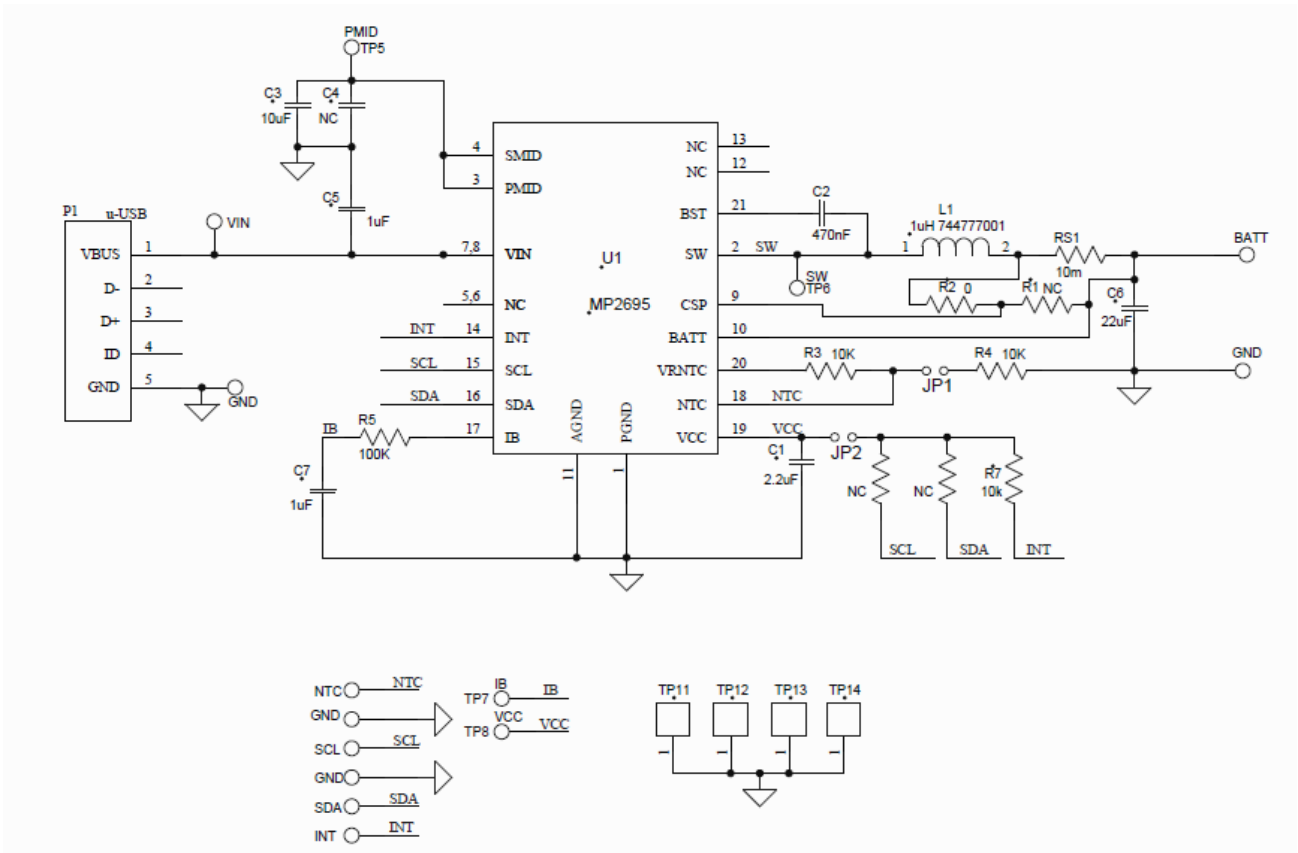 PMID
TP5
C3
10uF
C4
NC
C5
1uF
P1
u-USB
VBUS 1
D- 2
D+ 3
ID 4
GND 5
VIN
GND
4 SMID
3 PMID
7,8 VIN
5,6 NC
INT 14 INT
SCL 15 SCL
SDA 16 SDA
IB R5 17 IB
100K
C7
1uF
U1
MP2695
AGND
11
PGND
1
NC 13
NC 12
BST 21
SW 2 SW
CSP 9
BATT 10
VRNTC 20
NTC 18 NTC
VCC 19 VCC
C2
470nF
L1
1uH 744777001
1 2
RS1
10m
BATT
SW
TP6
R2 0
R1 NC
C6
22uF
R3 10K
JP1
R4 10K
GND
C1
2.2uF
JP2
NC
NC
R7
10k
SCL
SDA
INT
NTC NTC
GND
SCL SCL
GND
SDA SDA
INT INT
IB
TP7 IB
VCC
TP8 VCC
TP11 TP12 TP13 TP14
1 1 1 1